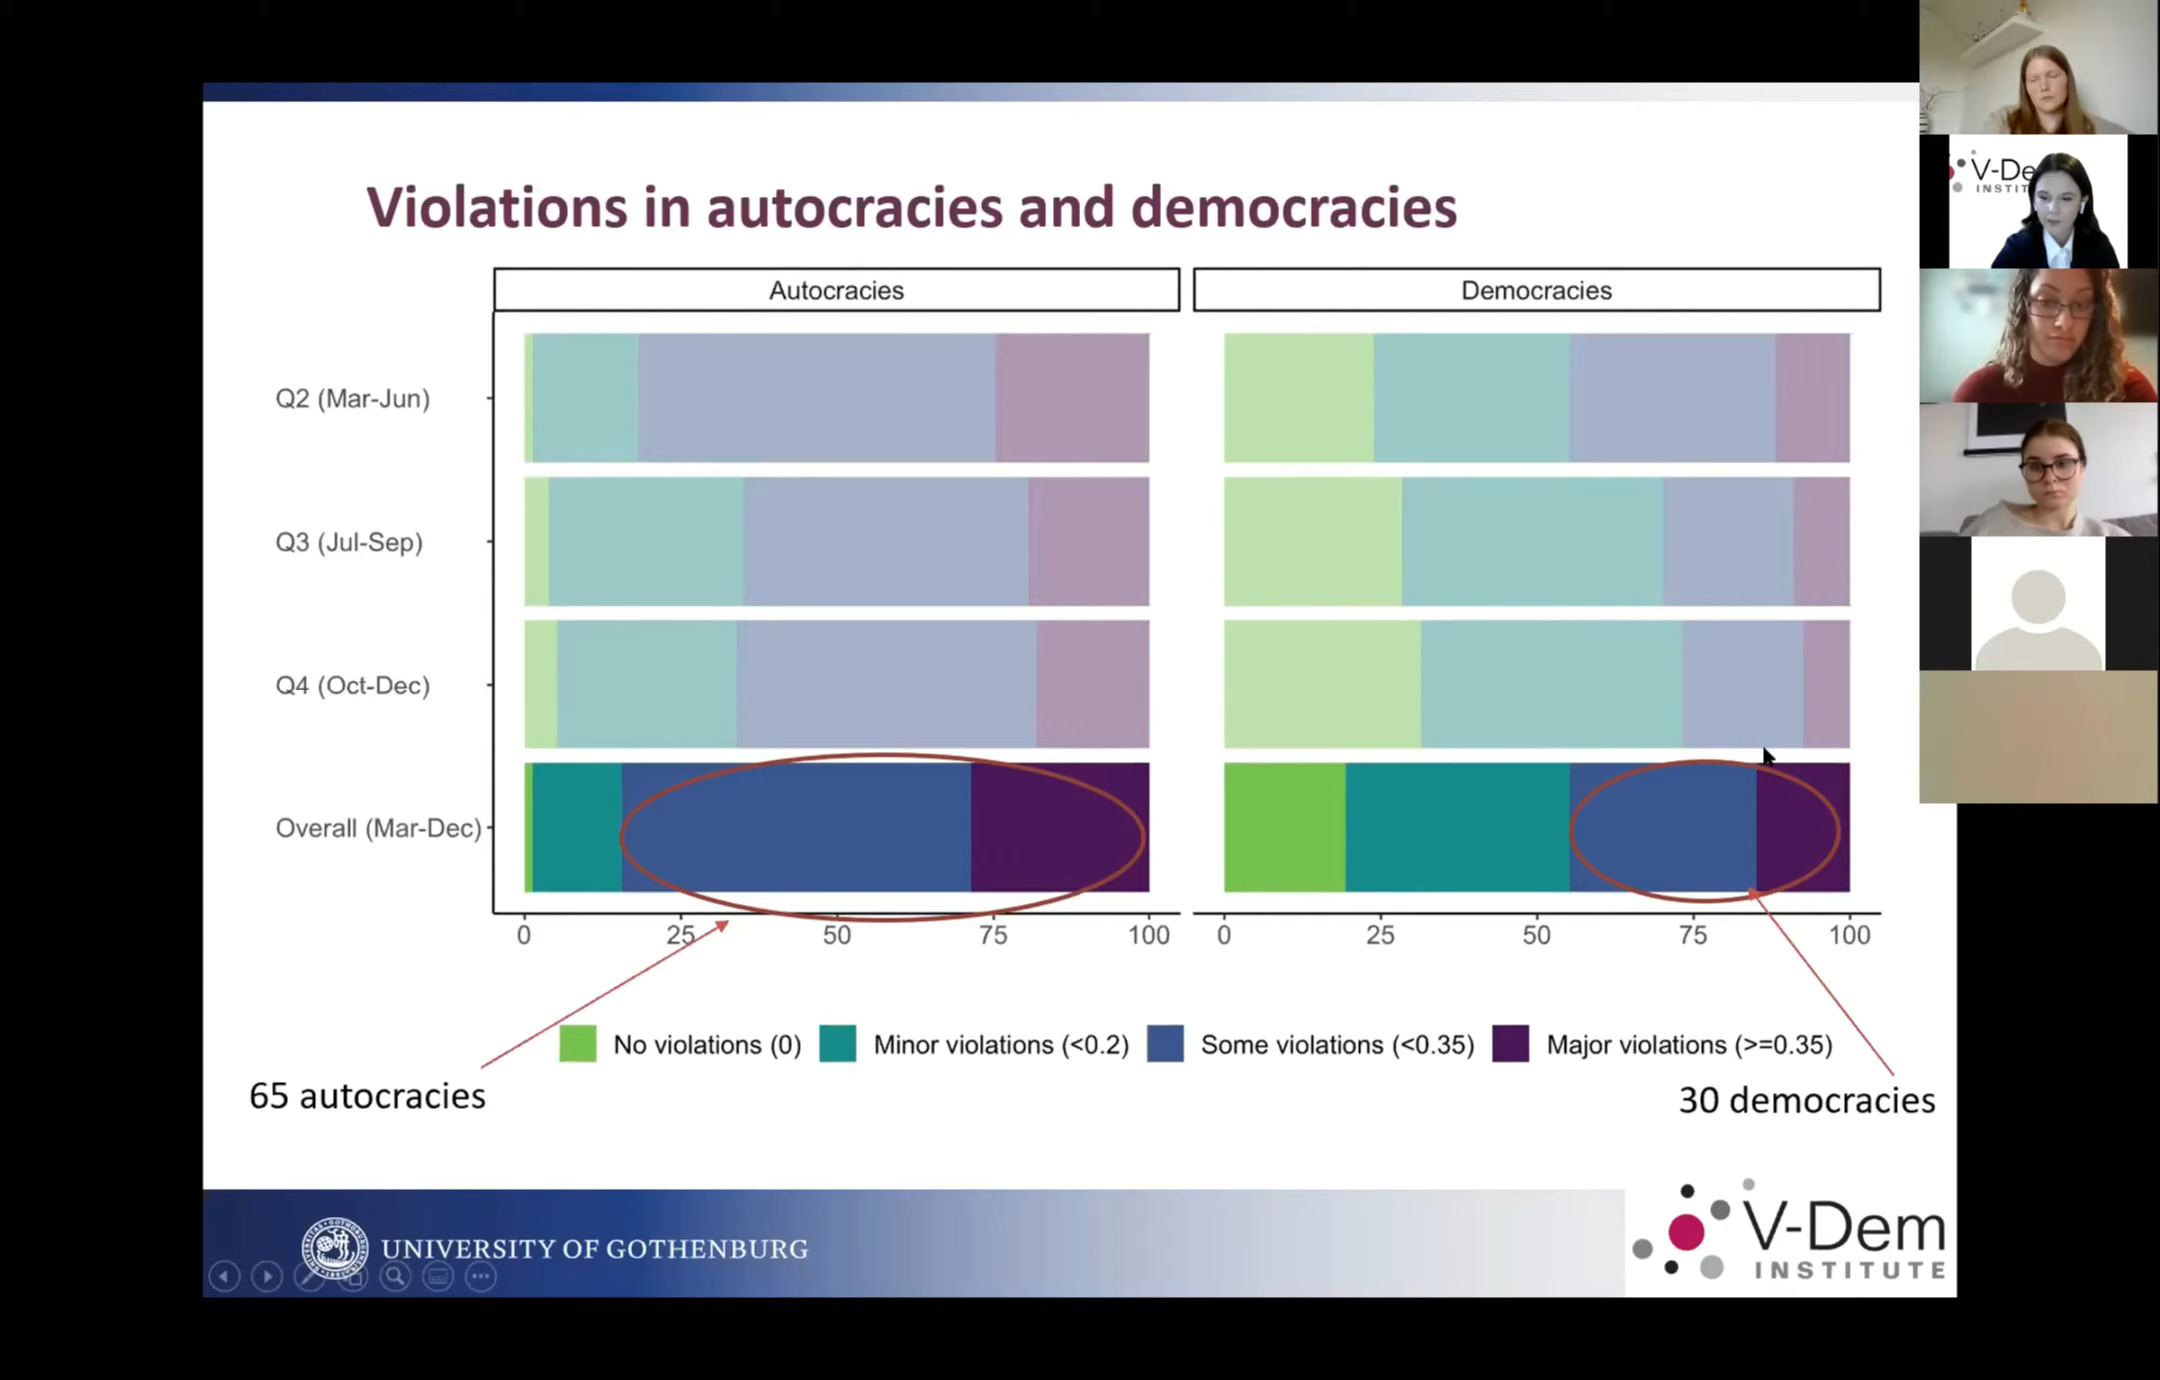 Violations in autocracies and democracies
Autocracies
Democracies
Q2 (Mar-Jun)
Q3 (Jul-Sep)
Q4 (Oct-Dec)
Overall (Mar-Dec)
0 25 50 75 100
0 25 50 75 100
No violations (0) Minor violations (<0.2) Some violations (<0.35) Major violations (>=0.35)
65 autocracies
30 democracies
UNIVERSITY OF GOTHENBURG
V-Dem
INSTITUTE
V-De
INSTIT